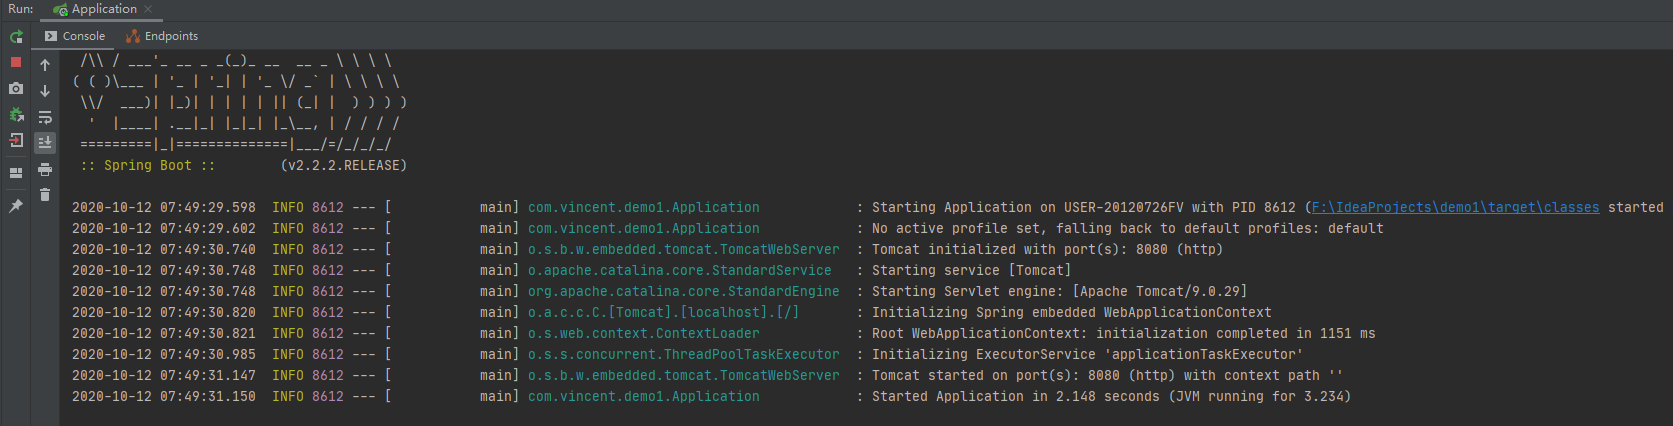 Run: Application
Console Endpoints
 /\\ / ___'_ __ _ _(_)_ __  __ _ \ \ \ \
( ( )\___ | '_ | '_| | '_ \/ _` | \ \ \ \
 \\/  ___)| |_)| | | | | || (_| |  ) ) ) )
  '  |____| .__|_| |_|_| |_\__, | / / / /
 =========|_|==============|___/=/_/_/_/
 :: Spring Boot ::        (v2.2.2.RELEASE)
2020-10-12 07:49:29.598  INFO 8612 --- [           main] com.vincent.demo1.Application            : Starting Application on USER-20120726FV with PID 8612 (F:\IdeaProjects\demo1\target\classes started
2020-10-12 07:49:29.602  INFO 8612 --- [           main] com.vincent.demo1.Application            : No active profile set, falling back to default profiles: default
2020-10-12 07:49:30.740  INFO 8612 --- [           main] o.s.b.w.embedded.tomcat.TomcatWebServer  : Tomcat initialized with port(s): 8080 (http)
2020-10-12 07:49:30.748  INFO 8612 --- [           main] o.apache.catalina.core.StandardService   : Starting service [Tomcat]
2020-10-12 07:49:30.748  INFO 8612 --- [           main] org.apache.catalina.core.StandardEngine  : Starting Servlet engine: [Apache Tomcat/9.0.29]
2020-10-12 07:49:30.820  INFO 8612 --- [           main] o.a.c.c.C.[Tomcat].[localhost].[/]       : Initializing Spring embedded WebApplicationContext
2020-10-12 07:49:30.821  INFO 8612 --- [           main] o.s.web.context.ContextLoader            : Root WebApplicationContext: initialization completed in 1151 ms
2020-10-12 07:49:30.985  INFO 8612 --- [           main] o.s.s.concurrent.ThreadPoolTaskExecutor  : Initializing ExecutorService 'applicationTaskExecutor'
2020-10-12 07:49:31.147  INFO 8612 --- [           main] o.s.b.w.embedded.tomcat.TomcatWebServer  : Tomcat started on port(s): 8080 (http) with context path ''
2020-10-12 07:49:31.150  INFO 8612 --- [           main] com.vincent.demo1.Application            : Started Application in 2.148 seconds (JVM running for 3.234)